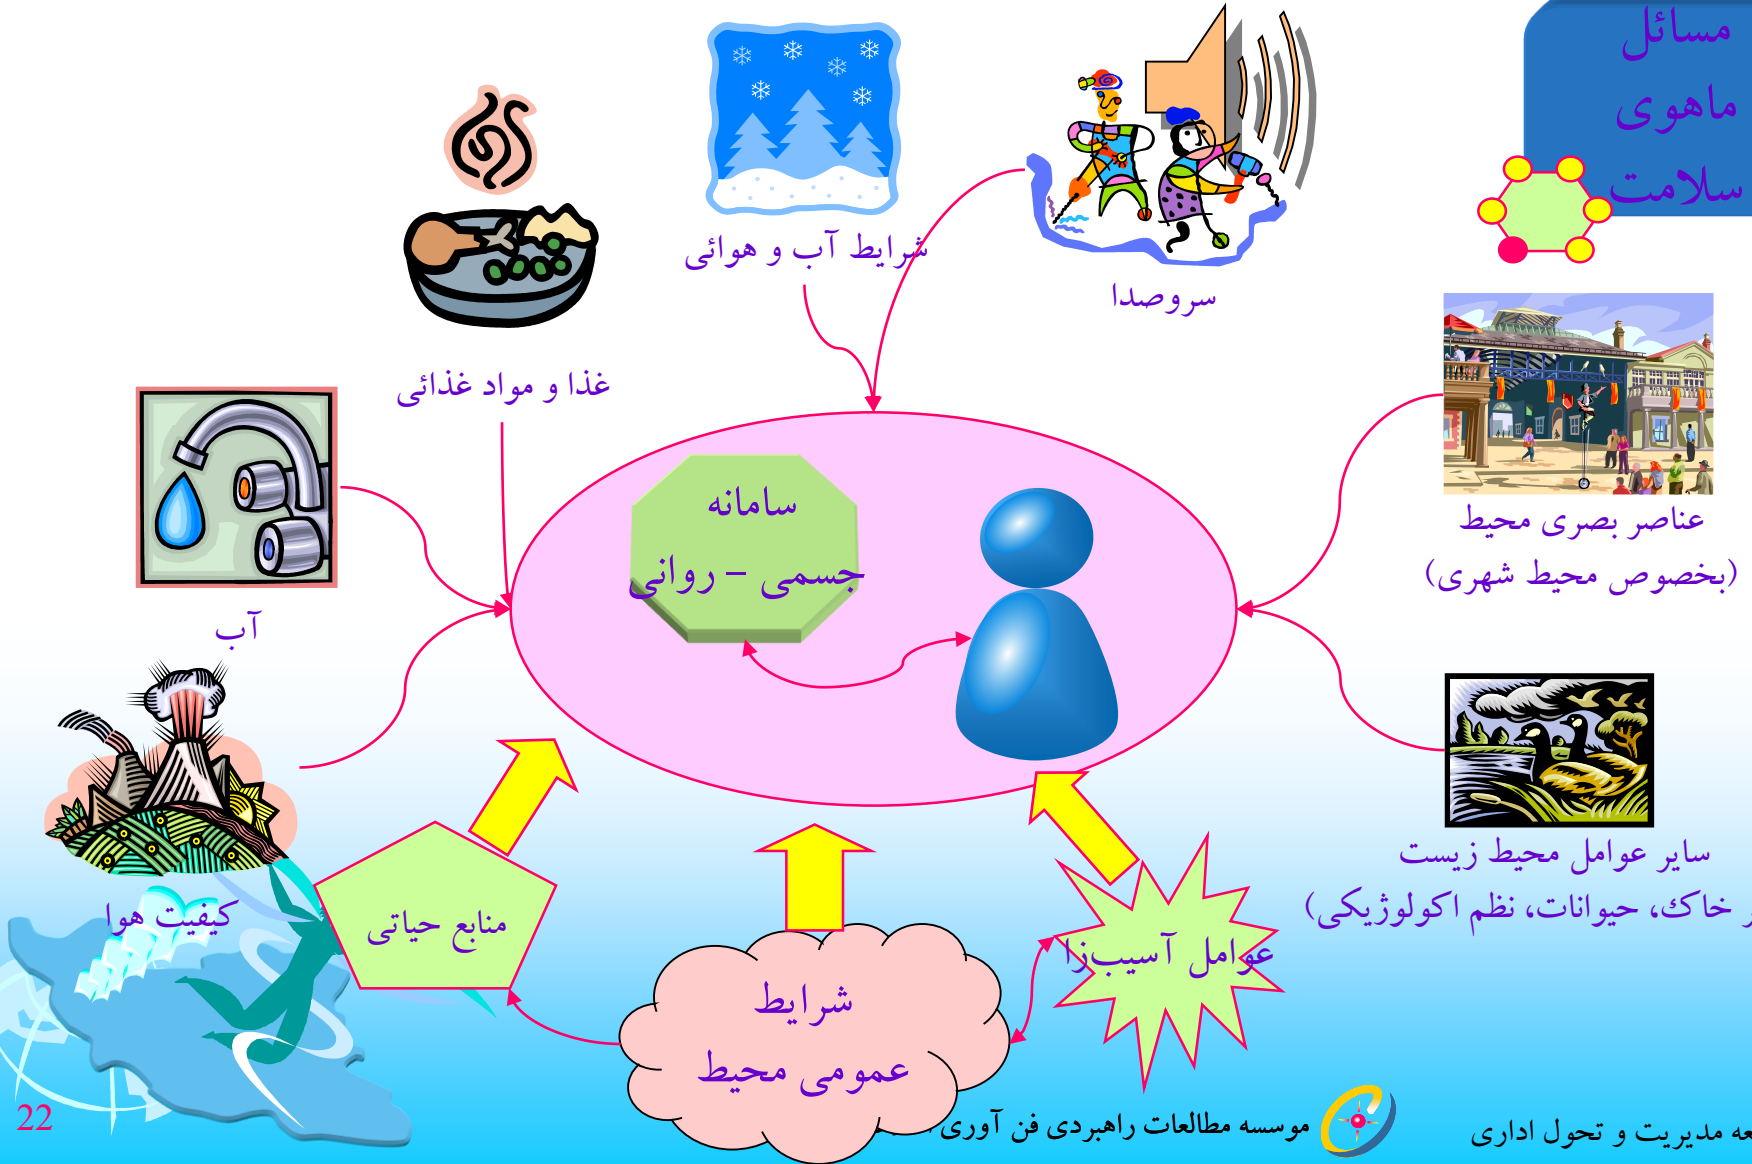 مسائل
ماهوی
سلامت
شرایط آب و هوائی
سروصدا
غذا و مواد غذائی
عناصر بصری محیط
(بخصوص محیط شهری)
سامانه
جسمی – روانی
آب
سایر عوامل محیط زیست
خاک، حیوانات، نظم اکولوژیکی)
کیفیت هوا
منابع حیاتی
عوامل آسیب‌زا
شرایط
عمومی محیط
مدیریت و تحول اداری
موسسه مطالعات راهبردی فن آوری
22